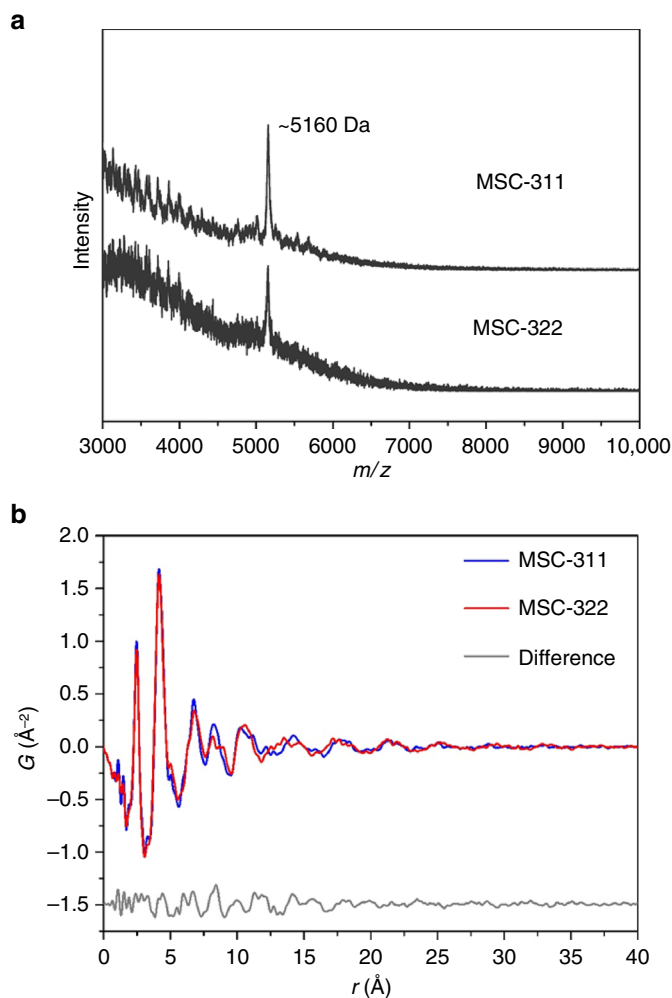 a
~5160 Da
MSC-311
MSC-322
Intensity
3000 4000 5000 6000 7000 8000 9000 10,000
m/z
b
2.0
1.5
1.0
0.5
0.0
−0.5
−1.0
−1.5
G (Å⁻²)
MSC-311
MSC-322
Difference
0 5 10 15 20 25 30 35 40
r (Å)